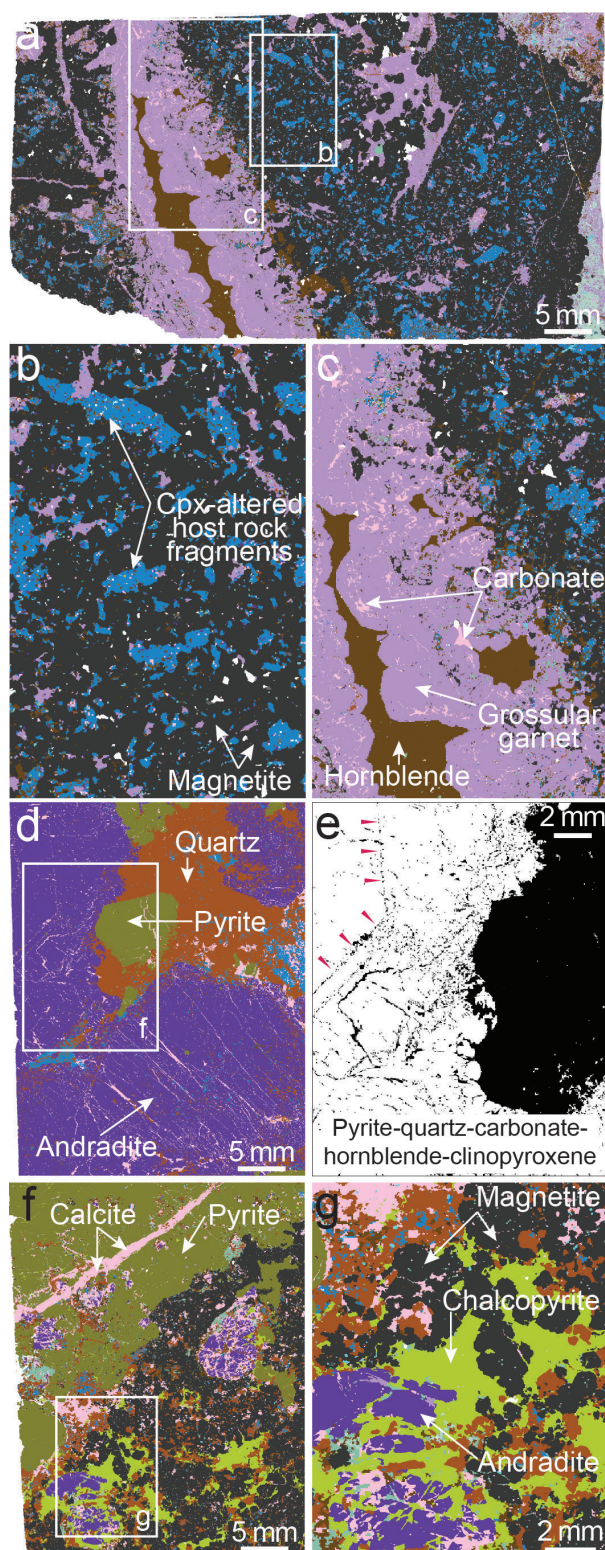 a
b
c
5 mm
b
Cpx-altered
host rock
fragments
Magnetite
c
Carbonate
Grossular
garnet
Hornblende
d
Quartz
Pyrite
f
Andradite
5 mm
e
2 mm
Pyrite-quartz-carbonate-
hornblende-clinopyroxene
f
Calcite
Pyrite
g
5 mm
g
Magnetite
Chalcopyrite
Andradite
2 mm